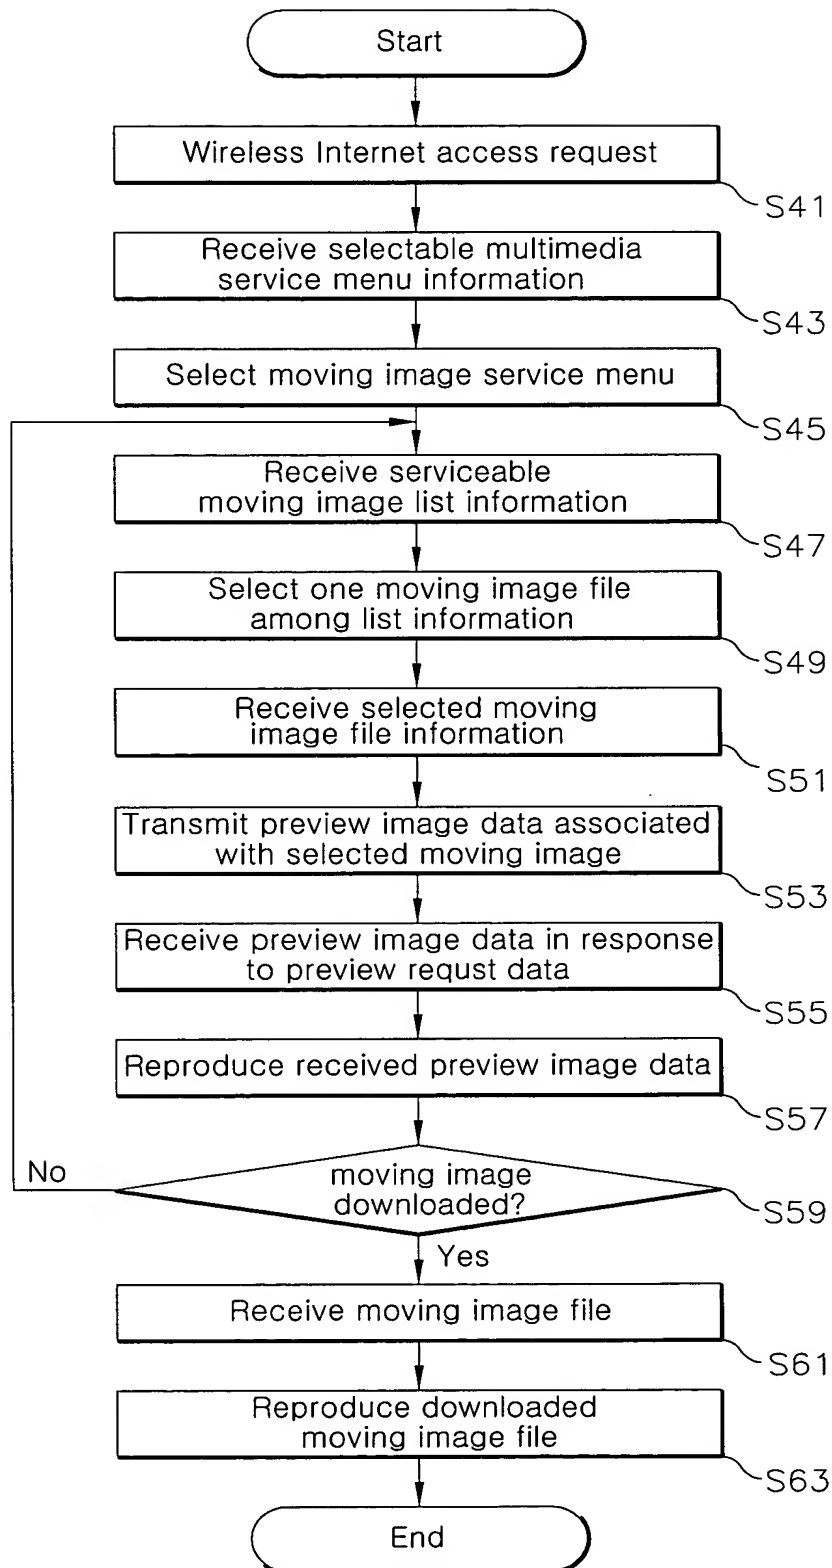 Start
Wireless Internet access request
S41
Receive selectable multimedia
service menu information
S43
Select moving image service menu
S45
Receive serviceable
moving image list information
S47
Select one moving image file
among list information
S49
Receive selected moving
image file information
S51
Transmit preview image data associated
with selected moving image
S53
Receive preview image data in response
to preview requst data
S55
Reproduce received preview image data
S57
No
moving image
downloaded?
S59
Yes
Receive moving image file
S61
Reproduce downloaded
moving image file
S63
End